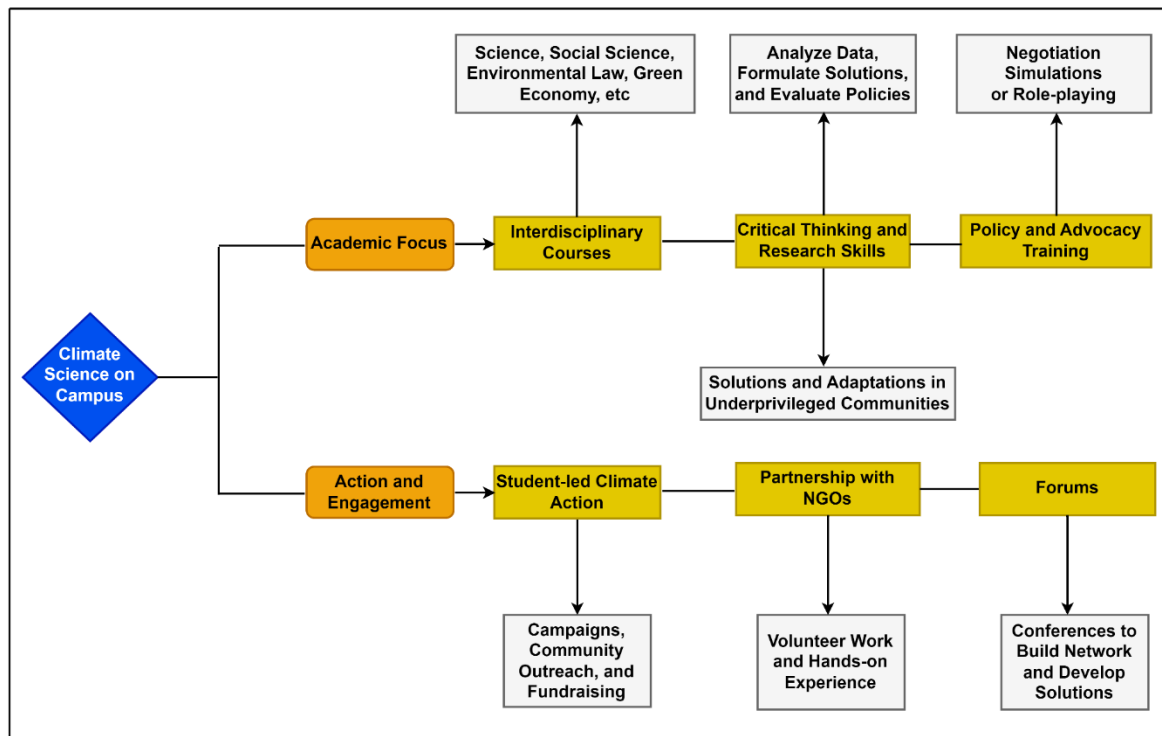 Science, Social Science,
Environmental Law, Green
Economy, etc
Analyze Data,
Formulate Solutions,
and Evaluate Policies
Negotiation
Simulations
or Role-playing
Academic Focus
Interdisciplinary
Courses
Critical Thinking and
Research Skills
Policy and Advocacy
Training
Climate
Science on
Campus
Solutions and Adaptations in
Underprivileged Communities
Action and
Engagement
Student-led Climate
Action
Partnership with
NGOs
Forums
Campaigns,
Community
Outreach, and
Fundraising
Volunteer Work
and Hands-on
Experience
Conferences to
Build Network
and Develop
Solutions